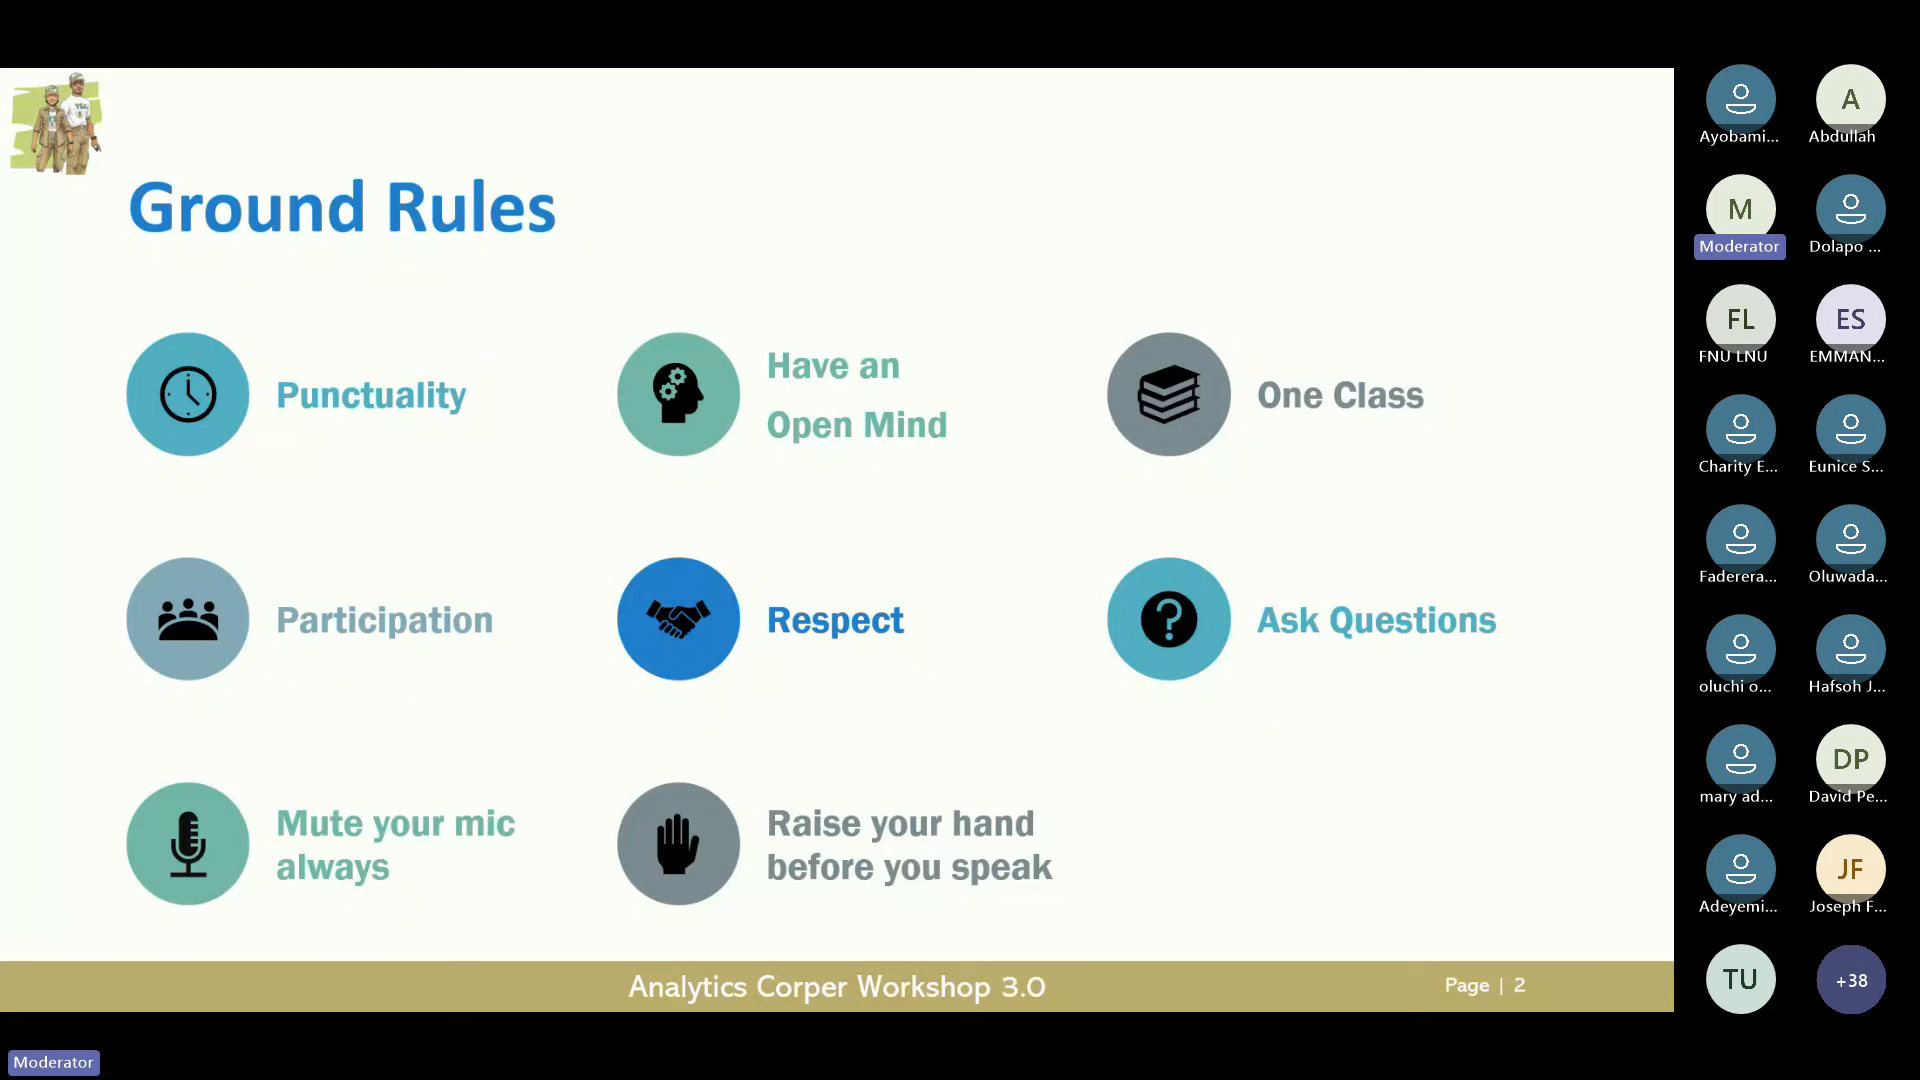 Ground Rules
Punctuality
Have an
Open Mind
One Class
Participation
Respect
Ask Questions
Mute your mic
always
Raise your hand
before you speak
Analytics Corper Workshop 3.0
Page | 2
Moderator
Ayobami...
A
Abdullah
M
Moderator
Dolapo ...
FL
FNU LNU
ES
EMMAN...
Charity E...
Eunice S...
Faderera...
Oluwada...
oluchi o...
Hafsoh J...
mary ad...
DP
David Pe...
Adeyemi...
JF
Joseph F...
TU
+38